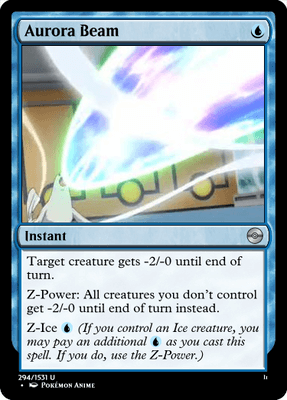 Aurora Beam
Instant
Target creature gets -2/-0 until end of
turn.
Z-Power: All creatures you don't control
get -2/-0 until end of turn instead.
Z-Ice (If you control an Ice creature, you
may pay an additional as you cast this
spell. If you do, use the Z-Power.)
294/1531 U
• Pokémon Anime